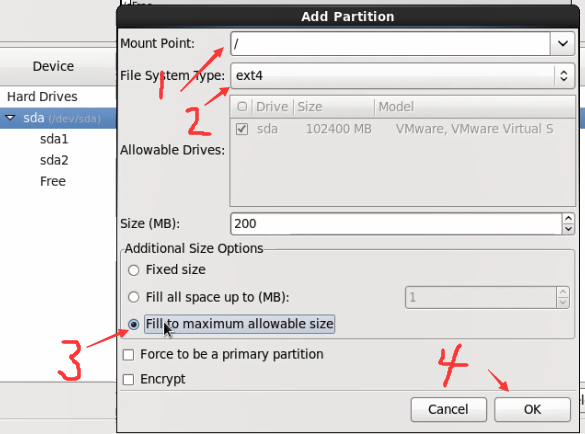 Add Partition
Mount Point: /
File System Type: ext4
Drive Size Model
sda 102400 MB VMware, VMware Virtual S
Allowable Drives:
Size (MB): 200
Additional Size Options
Fixed size
Fill all space up to (MB): 1
Fill to maximum allowable size
Force to be a primary partition
Encrypt
Cancel OK
Device
Hard Drives
sda (/dev/sda)
sda1
sda2
Free
1
2
3
4